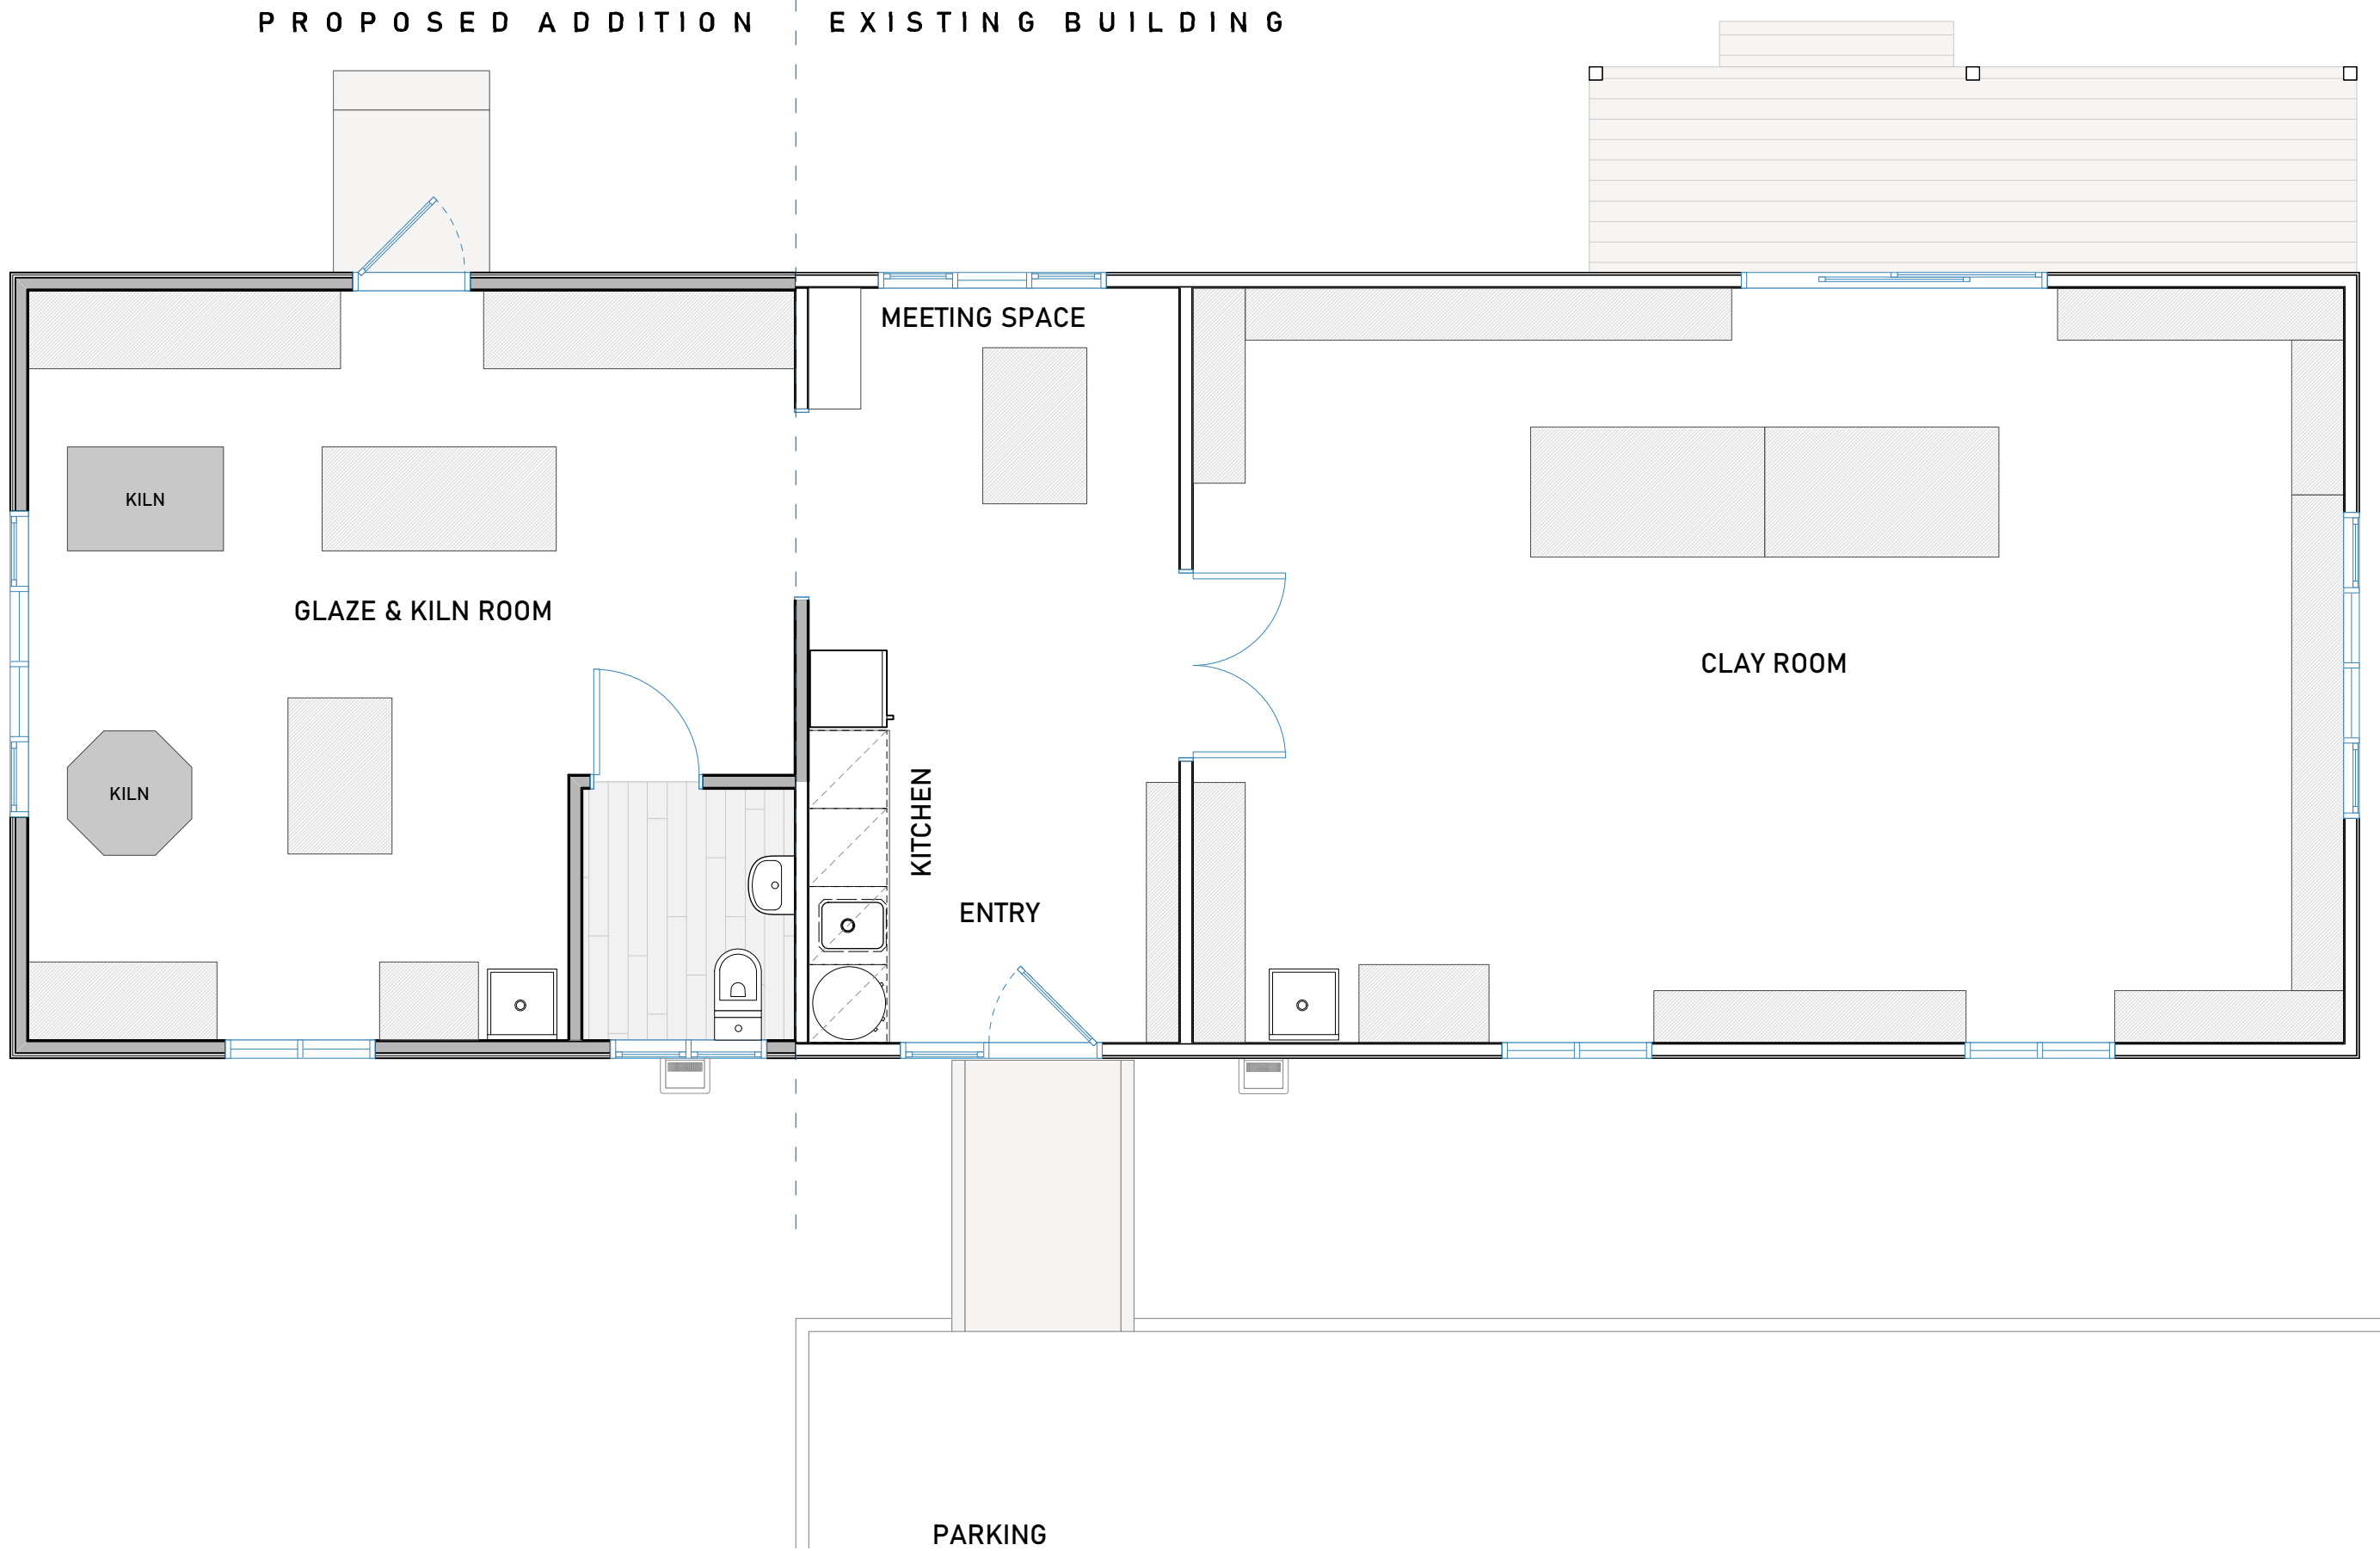 PROPOSED ADDITION
EXISTING BUILDING
MEETING SPACE
KILN
GLAZE & KILN ROOM
CLAY ROOM
KILN
KITCHEN
ENTRY
PARKING